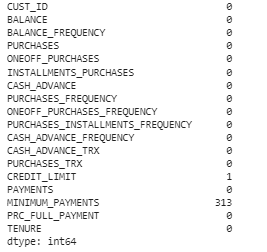 CUST_ID 0
BALANCE 0
BALANCE_FREQUENCY 0
PURCHASES 0
ONEOFF_PURCHASES 0
INSTALLMENTS_PURCHASES 0
CASH_ADVANCE 0
PURCHASES_FREQUENCY 0
ONEOFF_PURCHASES_FREQUENCY 0
PURCHASES_INSTALLMENTS_FREQUENCY 0
CASH_ADVANCE_FREQUENCY 0
CASH_ADVANCE_TRX 0
PURCHASES_TRX 0
CREDIT_LIMIT 1
PAYMENTS 0
MINIMUM_PAYMENTS 313
PRC_FULL_PAYMENT 0
TENURE 0
dtype: int64